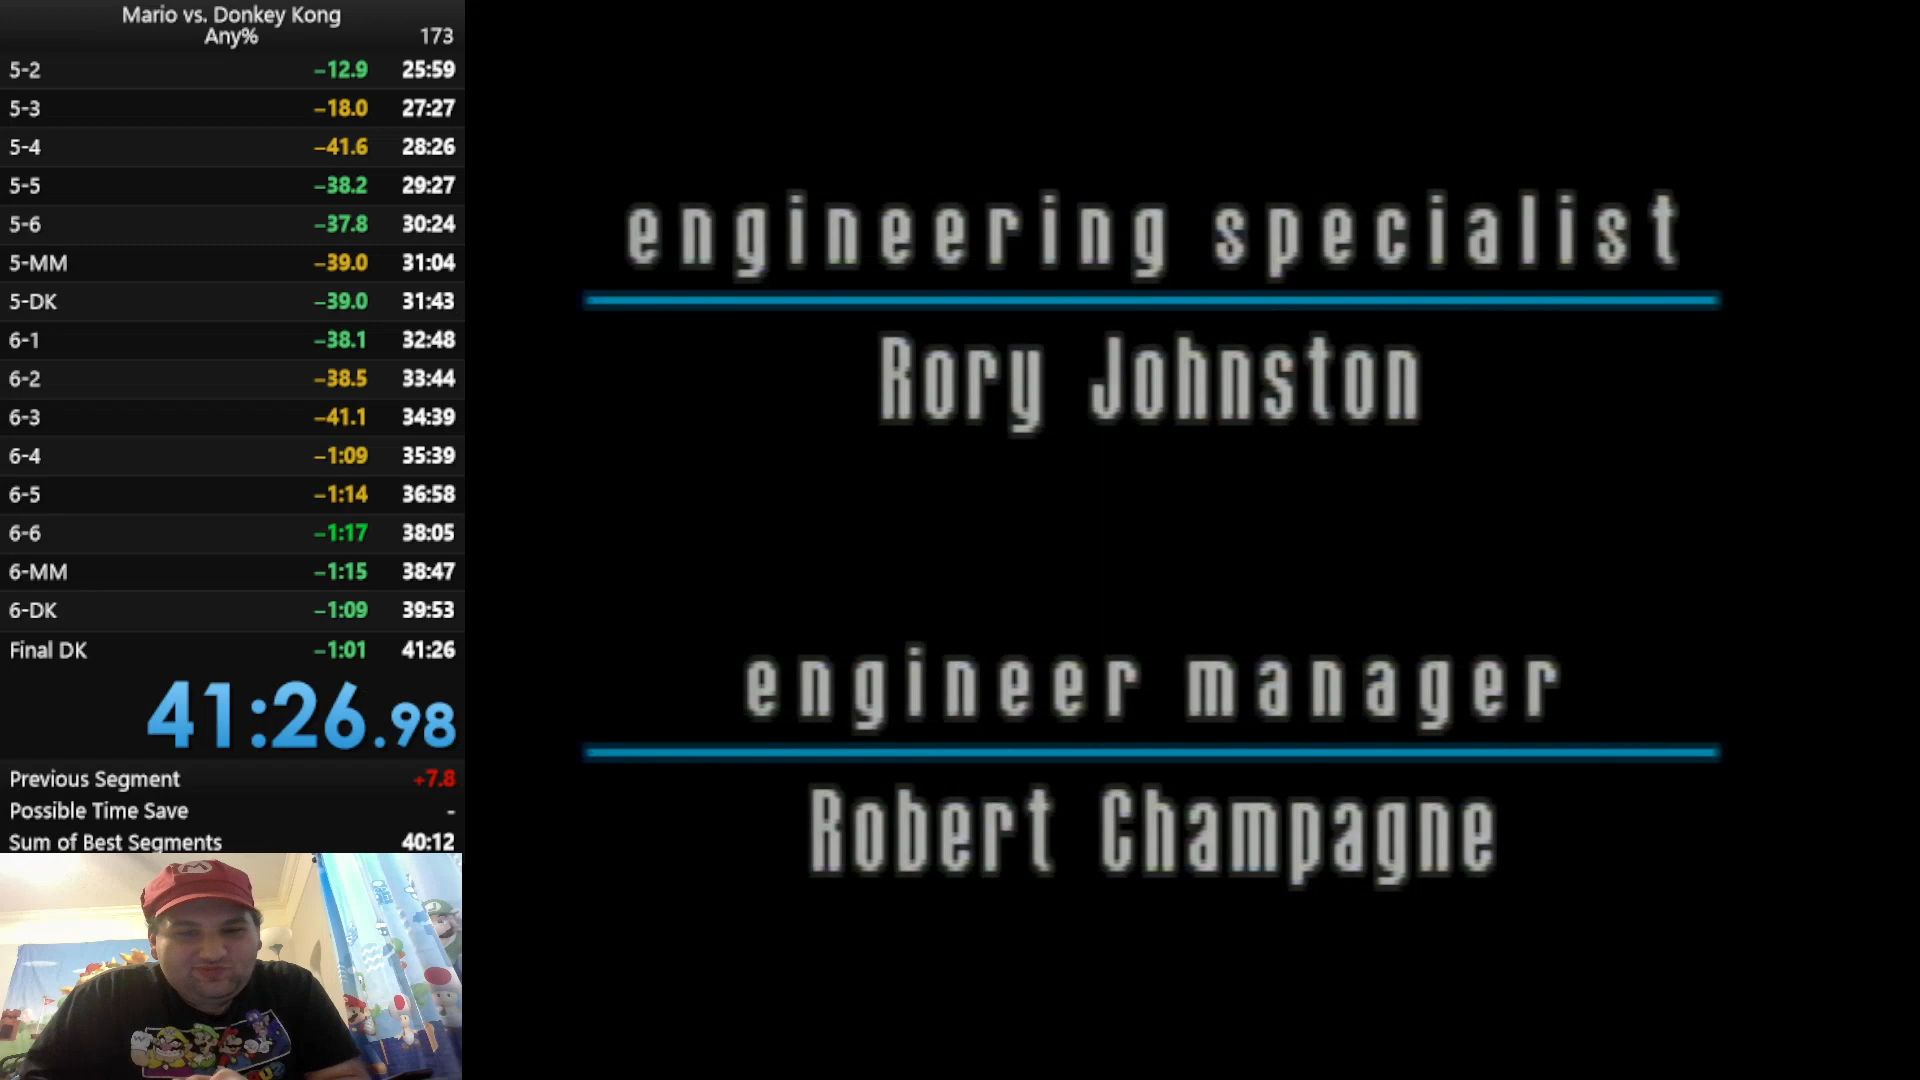 Mario vs. Donkey Kong
Any% 173
5-2 −12.9 25:59
5-3 −18.0 27:27
5-4 −41.6 28:26
5-5 −38.2 29:27
5-6 −37.8 30:24
5-MM −39.0 31:04
5-DK −39.0 31:43
6-1 −38.1 32:48
6-2 −38.5 33:44
6-3 −41.1 34:39
6-4 −1:09 35:39
6-5 −1:14 36:58
6-6 −1:17 38:05
6-MM −1:15 38:47
6-DK −1:09 39:53
Final DK −1:01 41:26
41:26.98
Previous Segment +7.8
Possible Time Save -
Sum of Best Segments 40:12
M
engineering specialist
Rory Johnston
engineer manager
Robert Champagne